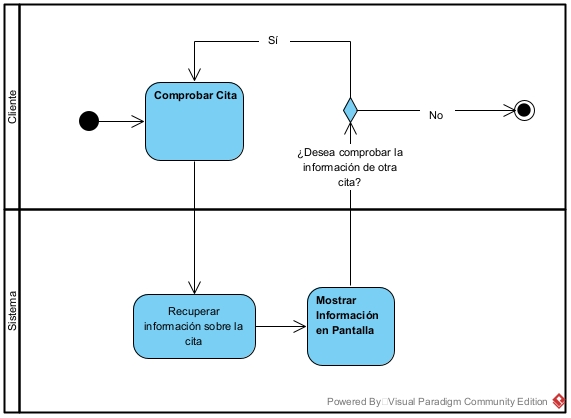 Cliente
Sí
Comprobar Cita
No
¿Desea comprobar la
información de otra
cita?
Sistema
Recuperar
información sobre la
cita
Mostrar
Información
en Pantalla
Powered By Visual Paradigm Community Edition